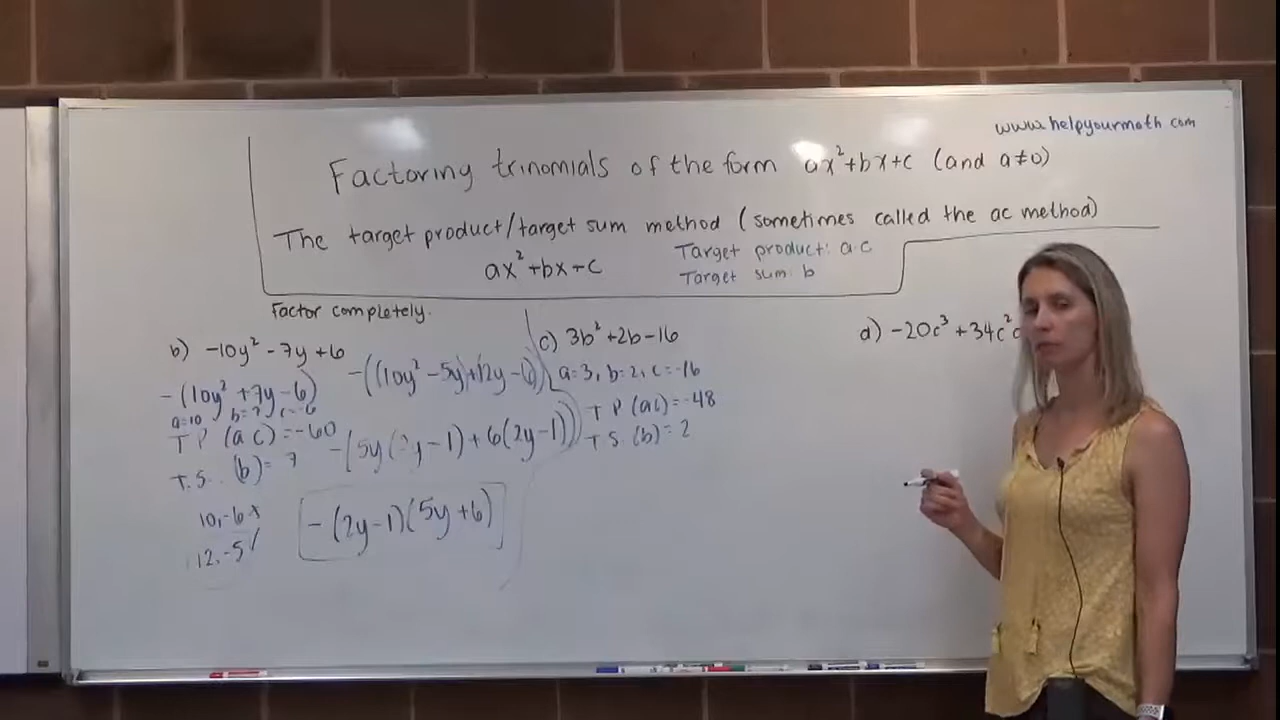 www.helpyourmath.com
Factoring trinomials of the form ax²+bx+c (and a≠0)
The target product/target sum method (sometimes called the ac method)
ax²+bx+c
Target product: a·c
Target sum: b
Factor completely.
b) -10y² - 7y + 6
-(10y² + 7y - 6)
a=10 b=7 c=-6
T P (ac) = -60
T.S. (b) = 7
10, -6 x
12, -5 ✓
-((10y² - 5y)+(12y - 6))
-(5y(2y-1) + 6(2y-1))
-(2y-1)(5y+6)
c) 3b² + 2b - 16
a=3, b=2, c=-16
T P (ac) = -48
T.S. (b) = 2
d) -20c³ + 34c²